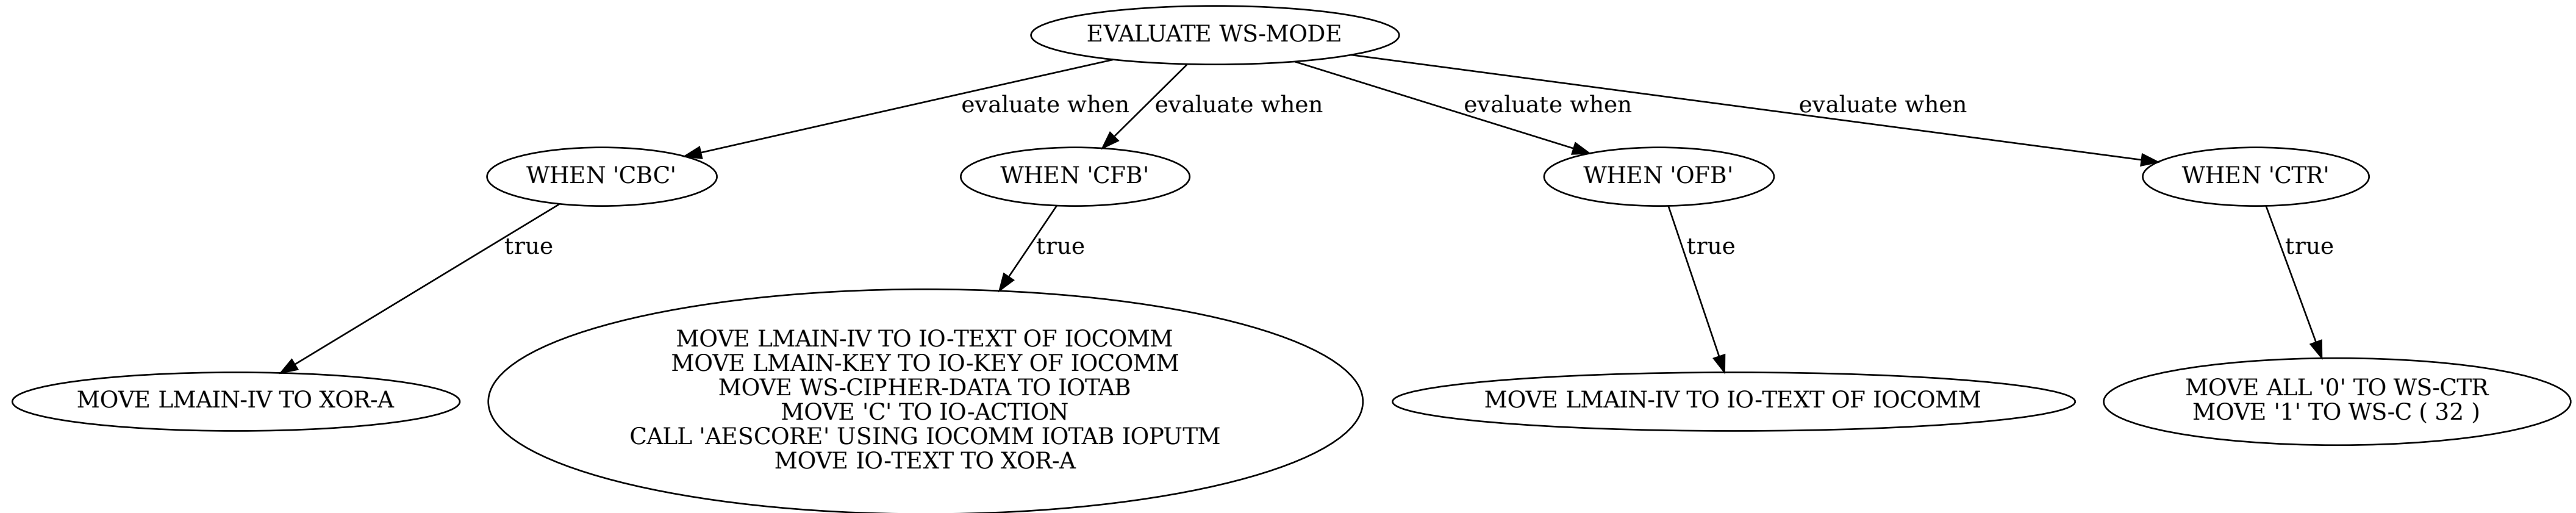 EVALUATE WS-MODE
evaluate when
evaluate when
evaluate when
evaluate when
WHEN 'CBC'
WHEN 'CFB'
WHEN 'OFB'
WHEN 'CTR'
true
true
true
true
MOVE LMAIN-IV TO XOR-A
MOVE LMAIN-IV TO IO-TEXT OF IOCOMM
MOVE LMAIN-KEY TO IO-KEY OF IOCOMM
MOVE WS-CIPHER-DATA TO IOTAB
MOVE 'C' TO IO-ACTION
CALL 'AESCORE' USING IOCOMM IOTAB IOPUTM
MOVE IO-TEXT TO XOR-A
MOVE LMAIN-IV TO IO-TEXT OF IOCOMM
MOVE ALL '0' TO WS-CTR
MOVE '1' TO WS-C ( 32 )